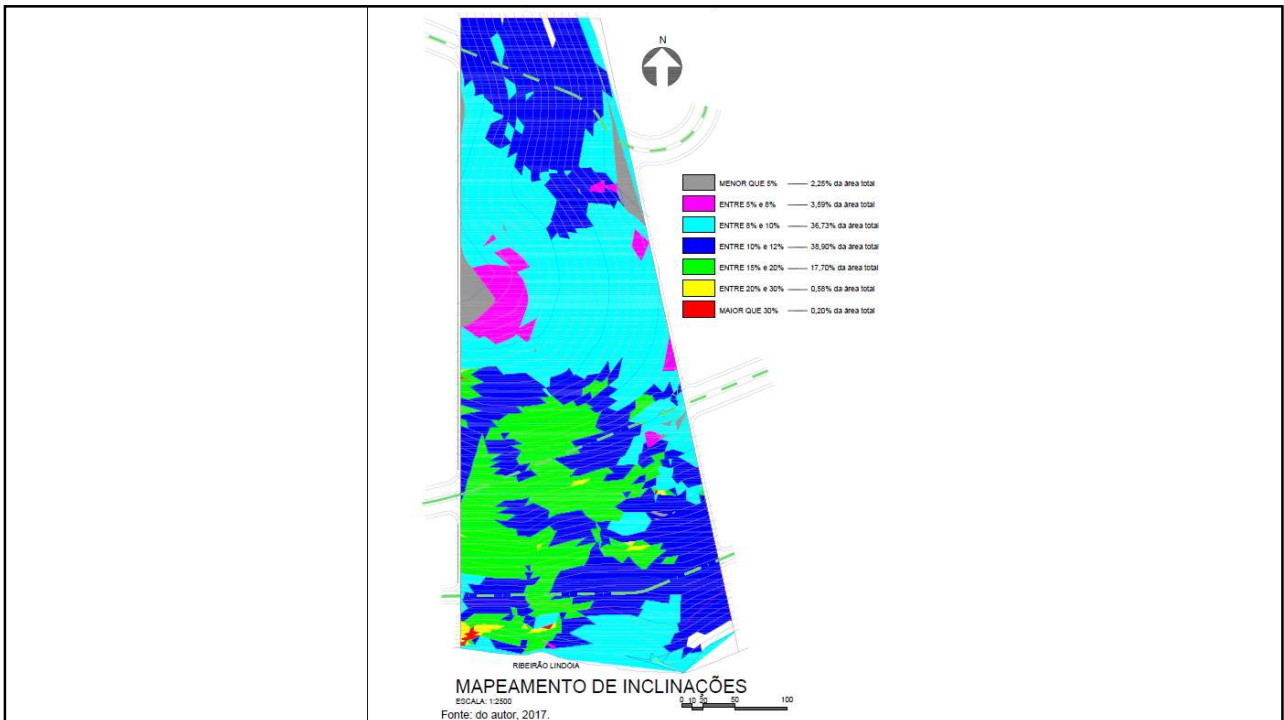 N
MENOR QUE 5% 2,25% da área total
ENTRE 5% e 8% 3,59% da área total
ENTRE 8% e 10% 36,73% da área total
ENTRE 10% e 12% 38,90% da área total
ENTRE 15% e 20% 17,70% da área total
ENTRE 20% e 30% 0,58% da área total
MAIOR QUE 30% 0,20% da área total
RIBEIRÃO LINDÓIA
MAPEAMENTO DE INCLINAÇÕES
ESCALA: 1:2500
0 10 20 50 100
Fonte: do autor, 2017.